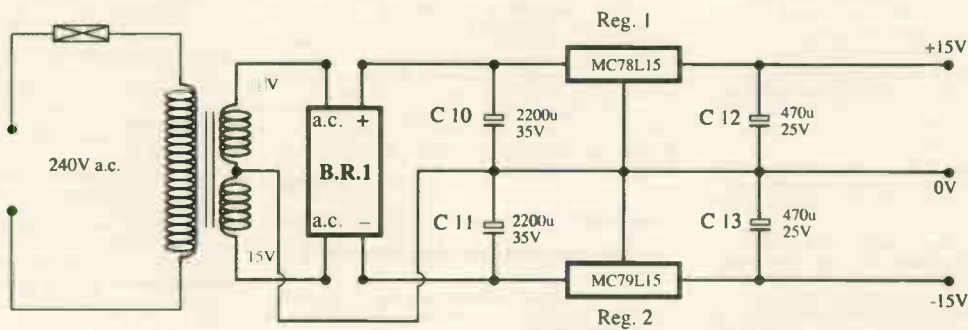 Reg. 1
+15V
MC78L15
a.c. +
C 10
2200u
35V
C 12
470u
25V
240V a.c.
B.R.1
0V
a.c. –
C 11
2200u
35V
C 13
470u
25V
15V
MC79L15
-15V
Reg. 2